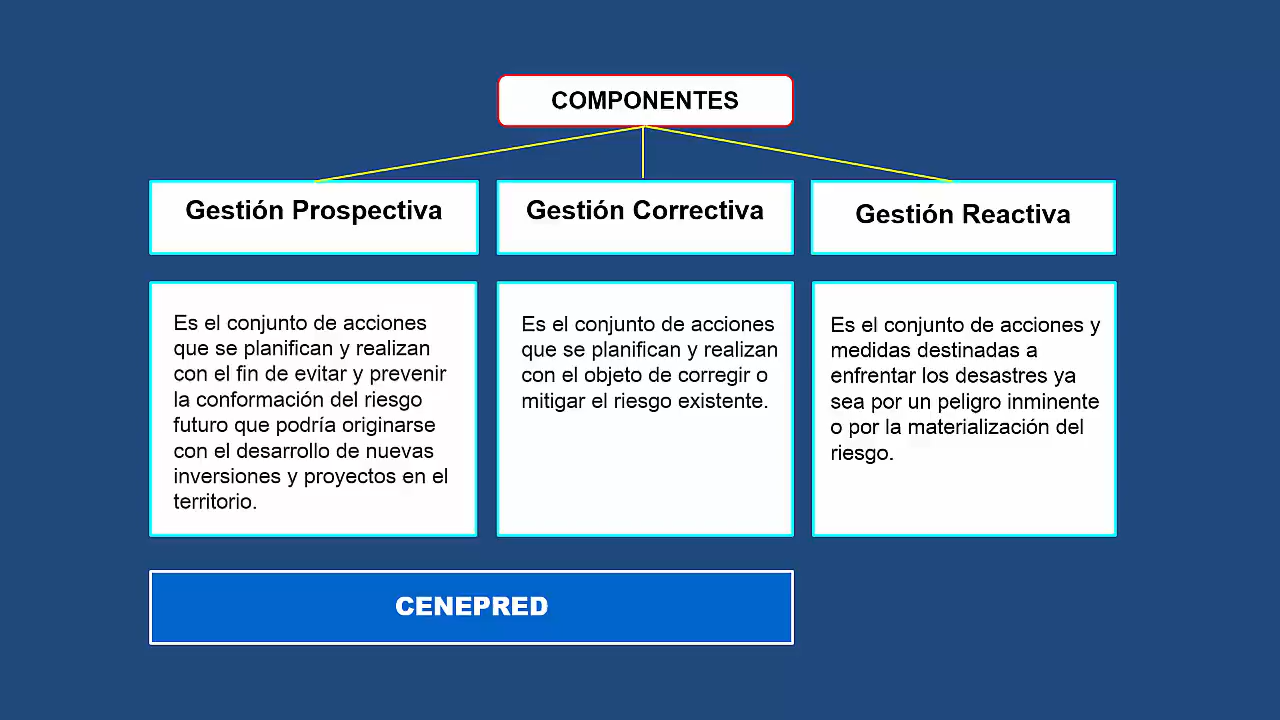 COMPONENTES
Gestión Prospectiva
Gestión Correctiva
Gestión Reactiva
Es el conjunto de acciones
que se planifican y realizan
con el fin de evitar y prevenir
la conformación del riesgo
futuro que podría originarse
con el desarrollo de nuevas
inversiones y proyectos en el
territorio.
Es el conjunto de acciones
que se planifican y realizan
con el objeto de corregir o
mitigar el riesgo existente.
Es el conjunto de acciones y
medidas destinadas a
enfrentar los desastres ya
sea por un peligro inminente
o por la materialización del
riesgo.
CENEPRED